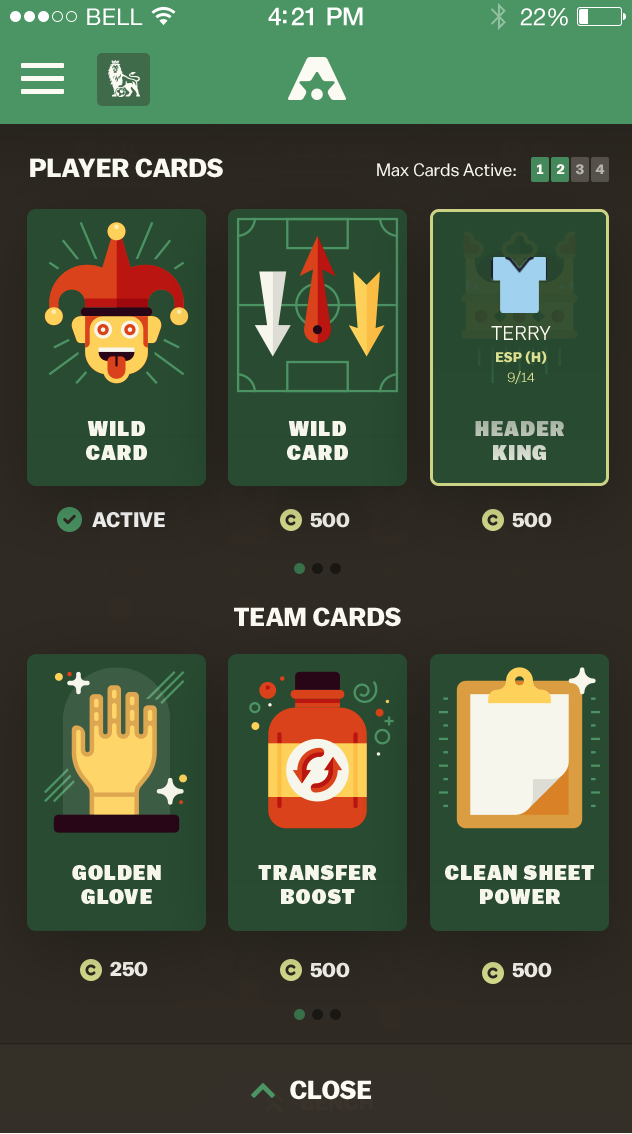 BELL 4:21 PM 22%
PLAYER CARDS Max Cards Active: 1 2 3 4
TERRY
ESP (H)
9/14
WILD CARD
WILD CARD
HEADER KING
ACTIVE C 500 C 500
TEAM CARDS
GOLDEN GLOVE
TRANSFER BOOST
CLEAN SHEET POWER
C 250 C 500 C 500
CLOSE